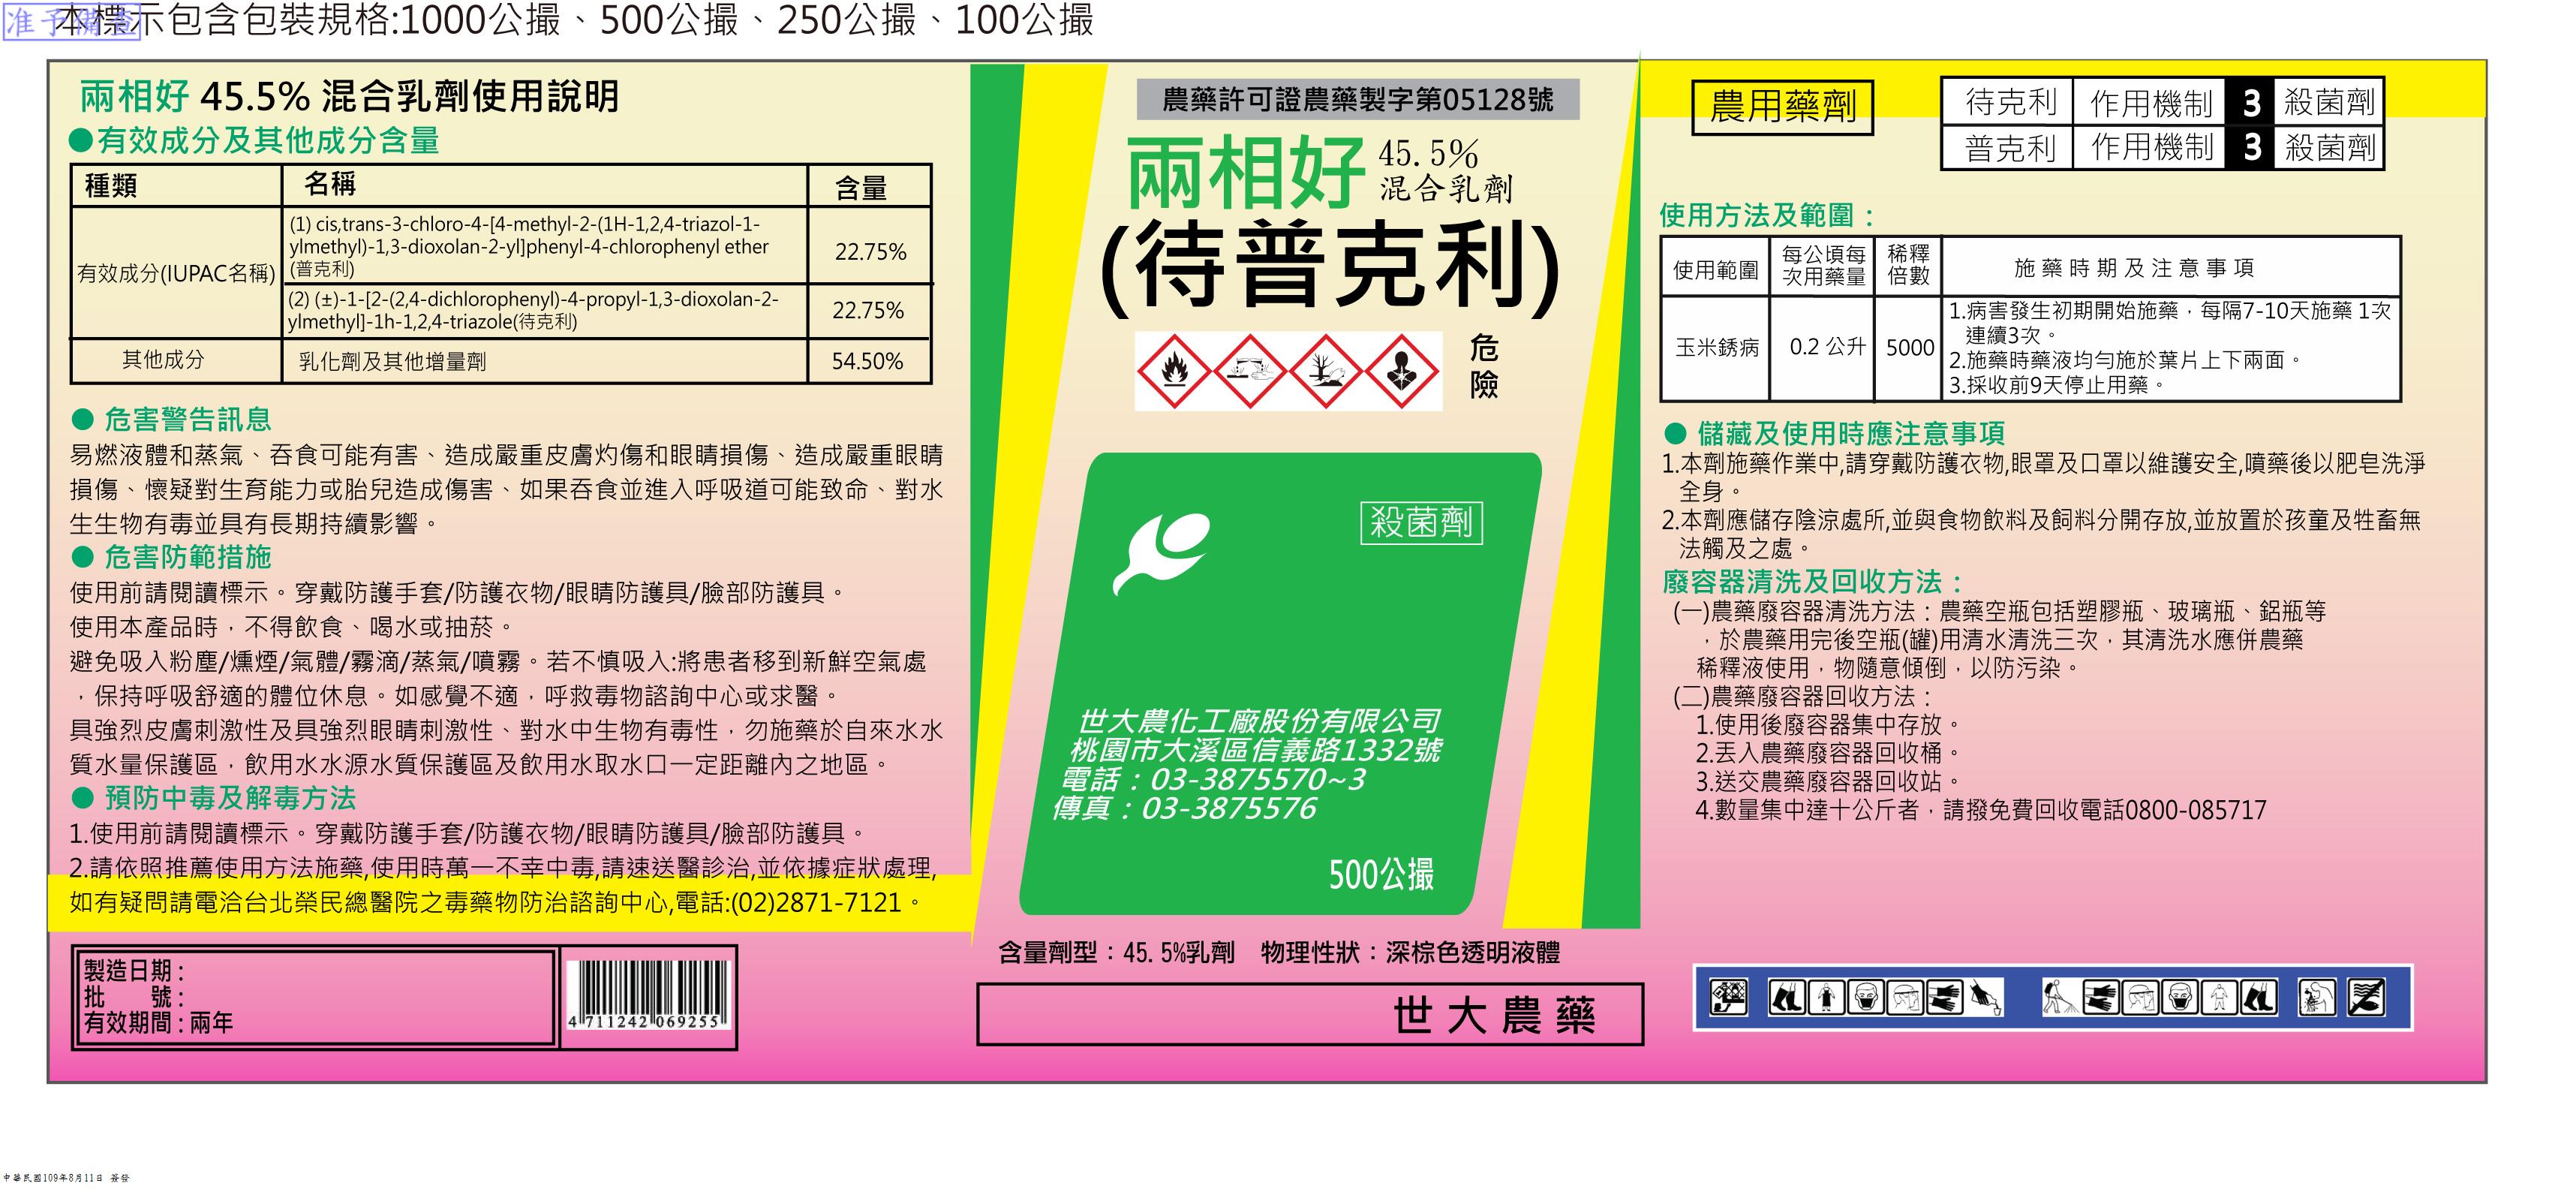 准予備查
本標示包含包裝規格:1000公撮、500公撮、250公撮、100公撮
兩相好 45.5% 混合乳劑使用說明
●有效成分及其他成分含量
種類 名稱 含量
有效成分(IUPAC名稱)
(1) cis,trans-3-chloro-4-[4-methyl-2-(1H-1,2,4-triazol-1-
ylmethyl)-1,3-dioxolan-2-yl]phenyl-4-chlorophenyl ether
(普克利)
22.75%
(2) (±)-1-[2-(2,4-dichlorophenyl)-4-propyl-1,3-dioxolan-2-
ylmethyl]-1h-1,2,4-triazole(待克利)
22.75%
其他成分 乳化劑及其他增量劑 54.50%
● 危害警告訊息
易燃液體和蒸氣、吞食可能有害、造成嚴重皮膚灼傷和眼睛損傷、造成嚴重眼睛
損傷、懷疑對生育能力或胎兒造成傷害、如果吞食並進入呼吸道可能致命、對水
生生物有毒並具有長期持續影響。
● 危害防範措施
使用前請閱讀標示。穿戴防護手套/防護衣物/眼睛防護具/臉部防護具。
使用本產品時，不得飲食、喝水或抽菸。
避免吸入粉塵/燻煙/氣體/霧滴/蒸氣/噴霧。若不慎吸入:將患者移到新鮮空氣處
，保持呼吸舒適的體位休息。如感覺不適，呼救毒物諮詢中心或求醫。
具強烈皮膚刺激性及具強烈眼睛刺激性、對水中生物有毒性，勿施藥於自來水水
質水量保護區，飲用水水源水質保護區及飲用水取水口一定距離內之地區。
● 預防中毒及解毒方法
1.使用前請閱讀標示。穿戴防護手套/防護衣物/眼睛防護具/臉部防護具。
2.請依照推薦使用方法施藥,使用時萬一不幸中毒,請速送醫診治,並依據症狀處理,
如有疑問請電洽台北榮民總醫院之毒藥物防治諮詢中心,電話:(02)2871-7121。
製造日期:
批 號:
有效期間:兩年
4 711242 069255
農藥許可證農藥製字第05128號
兩相好 45.5%
混合乳劑
(待普克利)
危
險
殺菌劑
世大農化工廠股份有限公司
桃園市大溪區信義路1332號
電話：03-3875570~3
傳真：03-3875576
500公撮
含量劑型：45.5%乳劑 物理性狀：深棕色透明液體
世大農藥
農用藥劑
待克利 作用機制 3 殺菌劑
普克利 作用機制 3 殺菌劑
使用方法及範圍：
使用範圍 每公頃每次用藥量 稀釋倍數 施藥時期及注意事項
玉米銹病 0.2 公升 5000
1.病害發生初期開始施藥，每隔7-10天施藥 1次
連續3次。
2.施藥時藥液均勻施於葉片上下兩面。
3.採收前9天停止用藥。
● 儲藏及使用時應注意事項
1.本劑施藥作業中,請穿戴防護衣物,眼罩及口罩以維護安全,噴藥後以肥皂洗淨
全身。
2.本劑應儲存陰涼處所,並與食物飲料及飼料分開存放,並放置於孩童及牲畜無
法觸及之處。
廢容器清洗及回收方法：
(一)農藥廢容器清洗方法：農藥空瓶包括塑膠瓶、玻璃瓶、鋁瓶等
，於農藥用完後空瓶(罐)用清水清洗三次，其清洗水應併農藥
稀釋液使用，物隨意傾倒，以防污染。
(二)農藥廢容器回收方法：
1.使用後廢容器集中存放。
2.丟入農藥廢容器回收桶。
3.送交農藥廢容器回收站。
4.數量集中達十公斤者，請撥免費回收電話0800-085717
中華民國109年8月11日 簽發